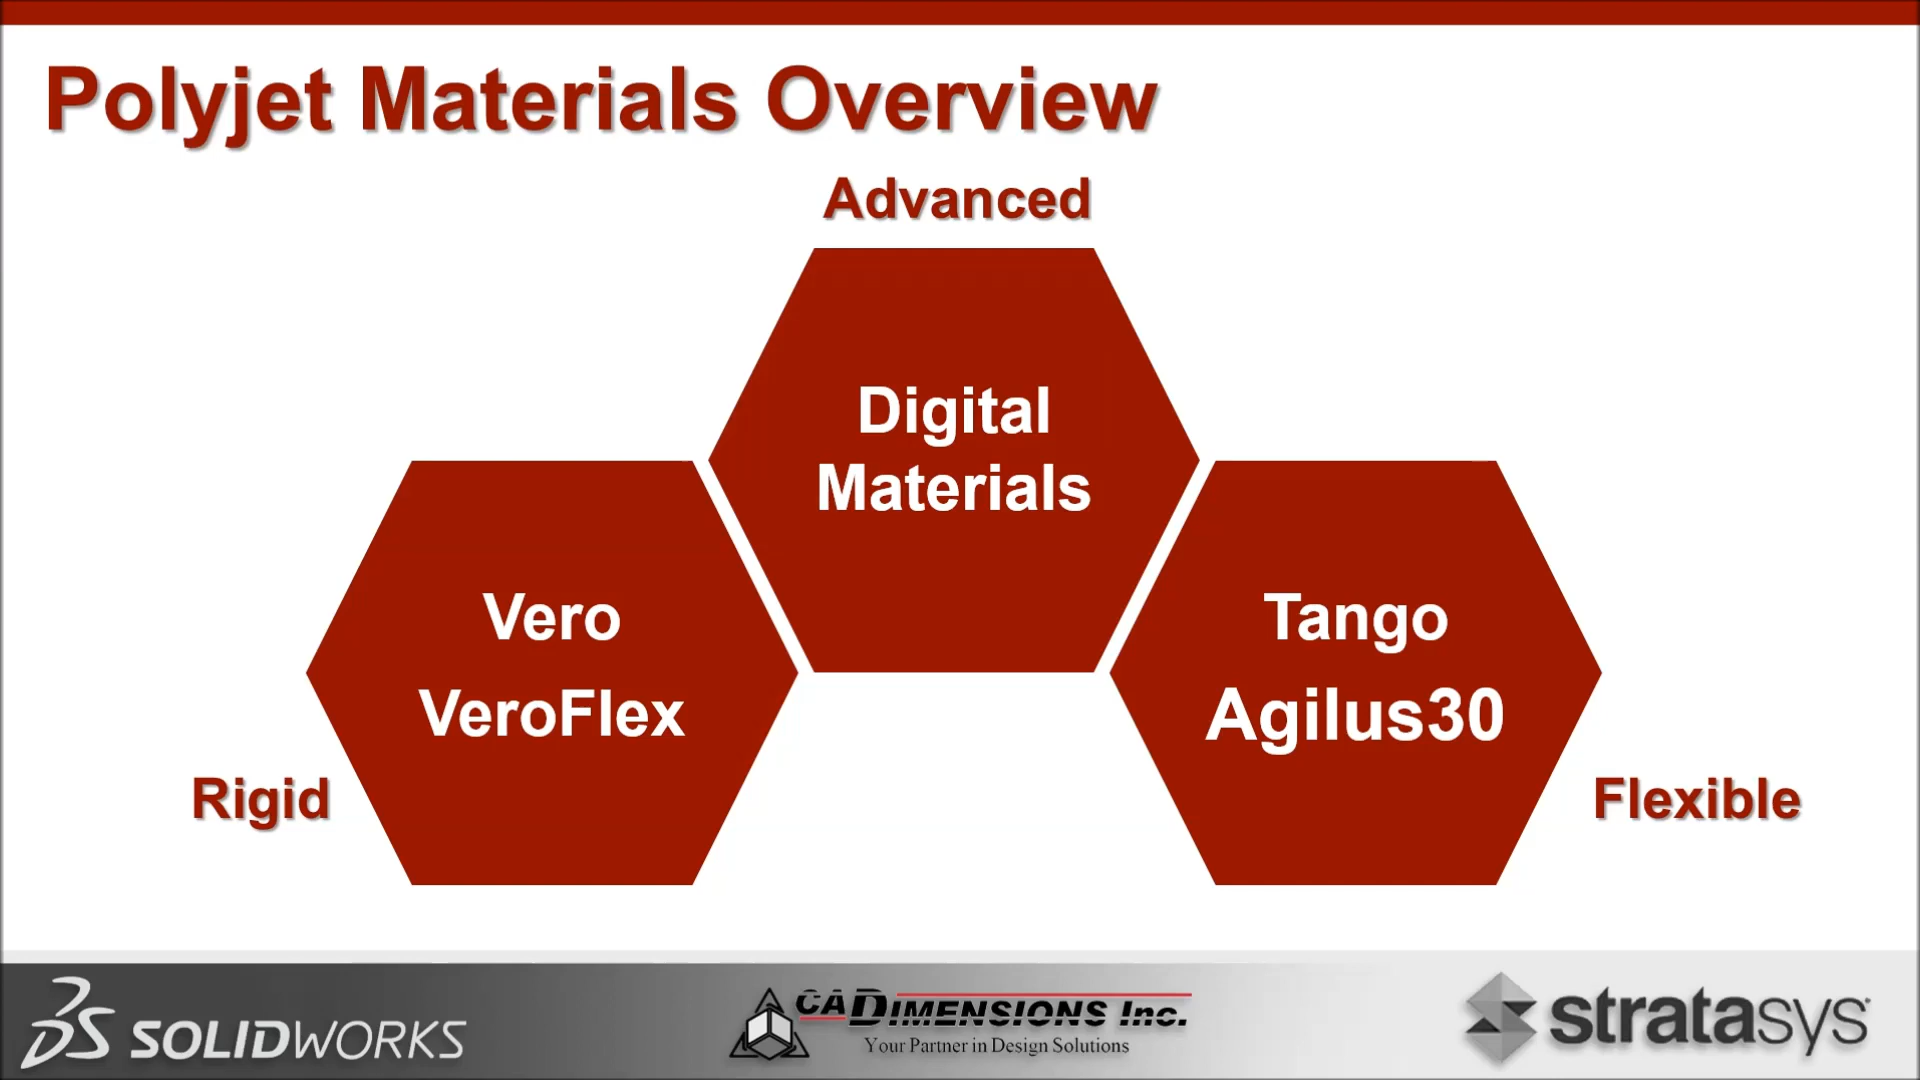 Polyjet Materials Overview
Advanced
Digital
Materials
Vero
VeroFlex
Tango
Agilus30
Rigid
Flexible
SOLIDWORKS
CADIMENSIONS Inc.
Your Partner in Design Solutions
stratasys